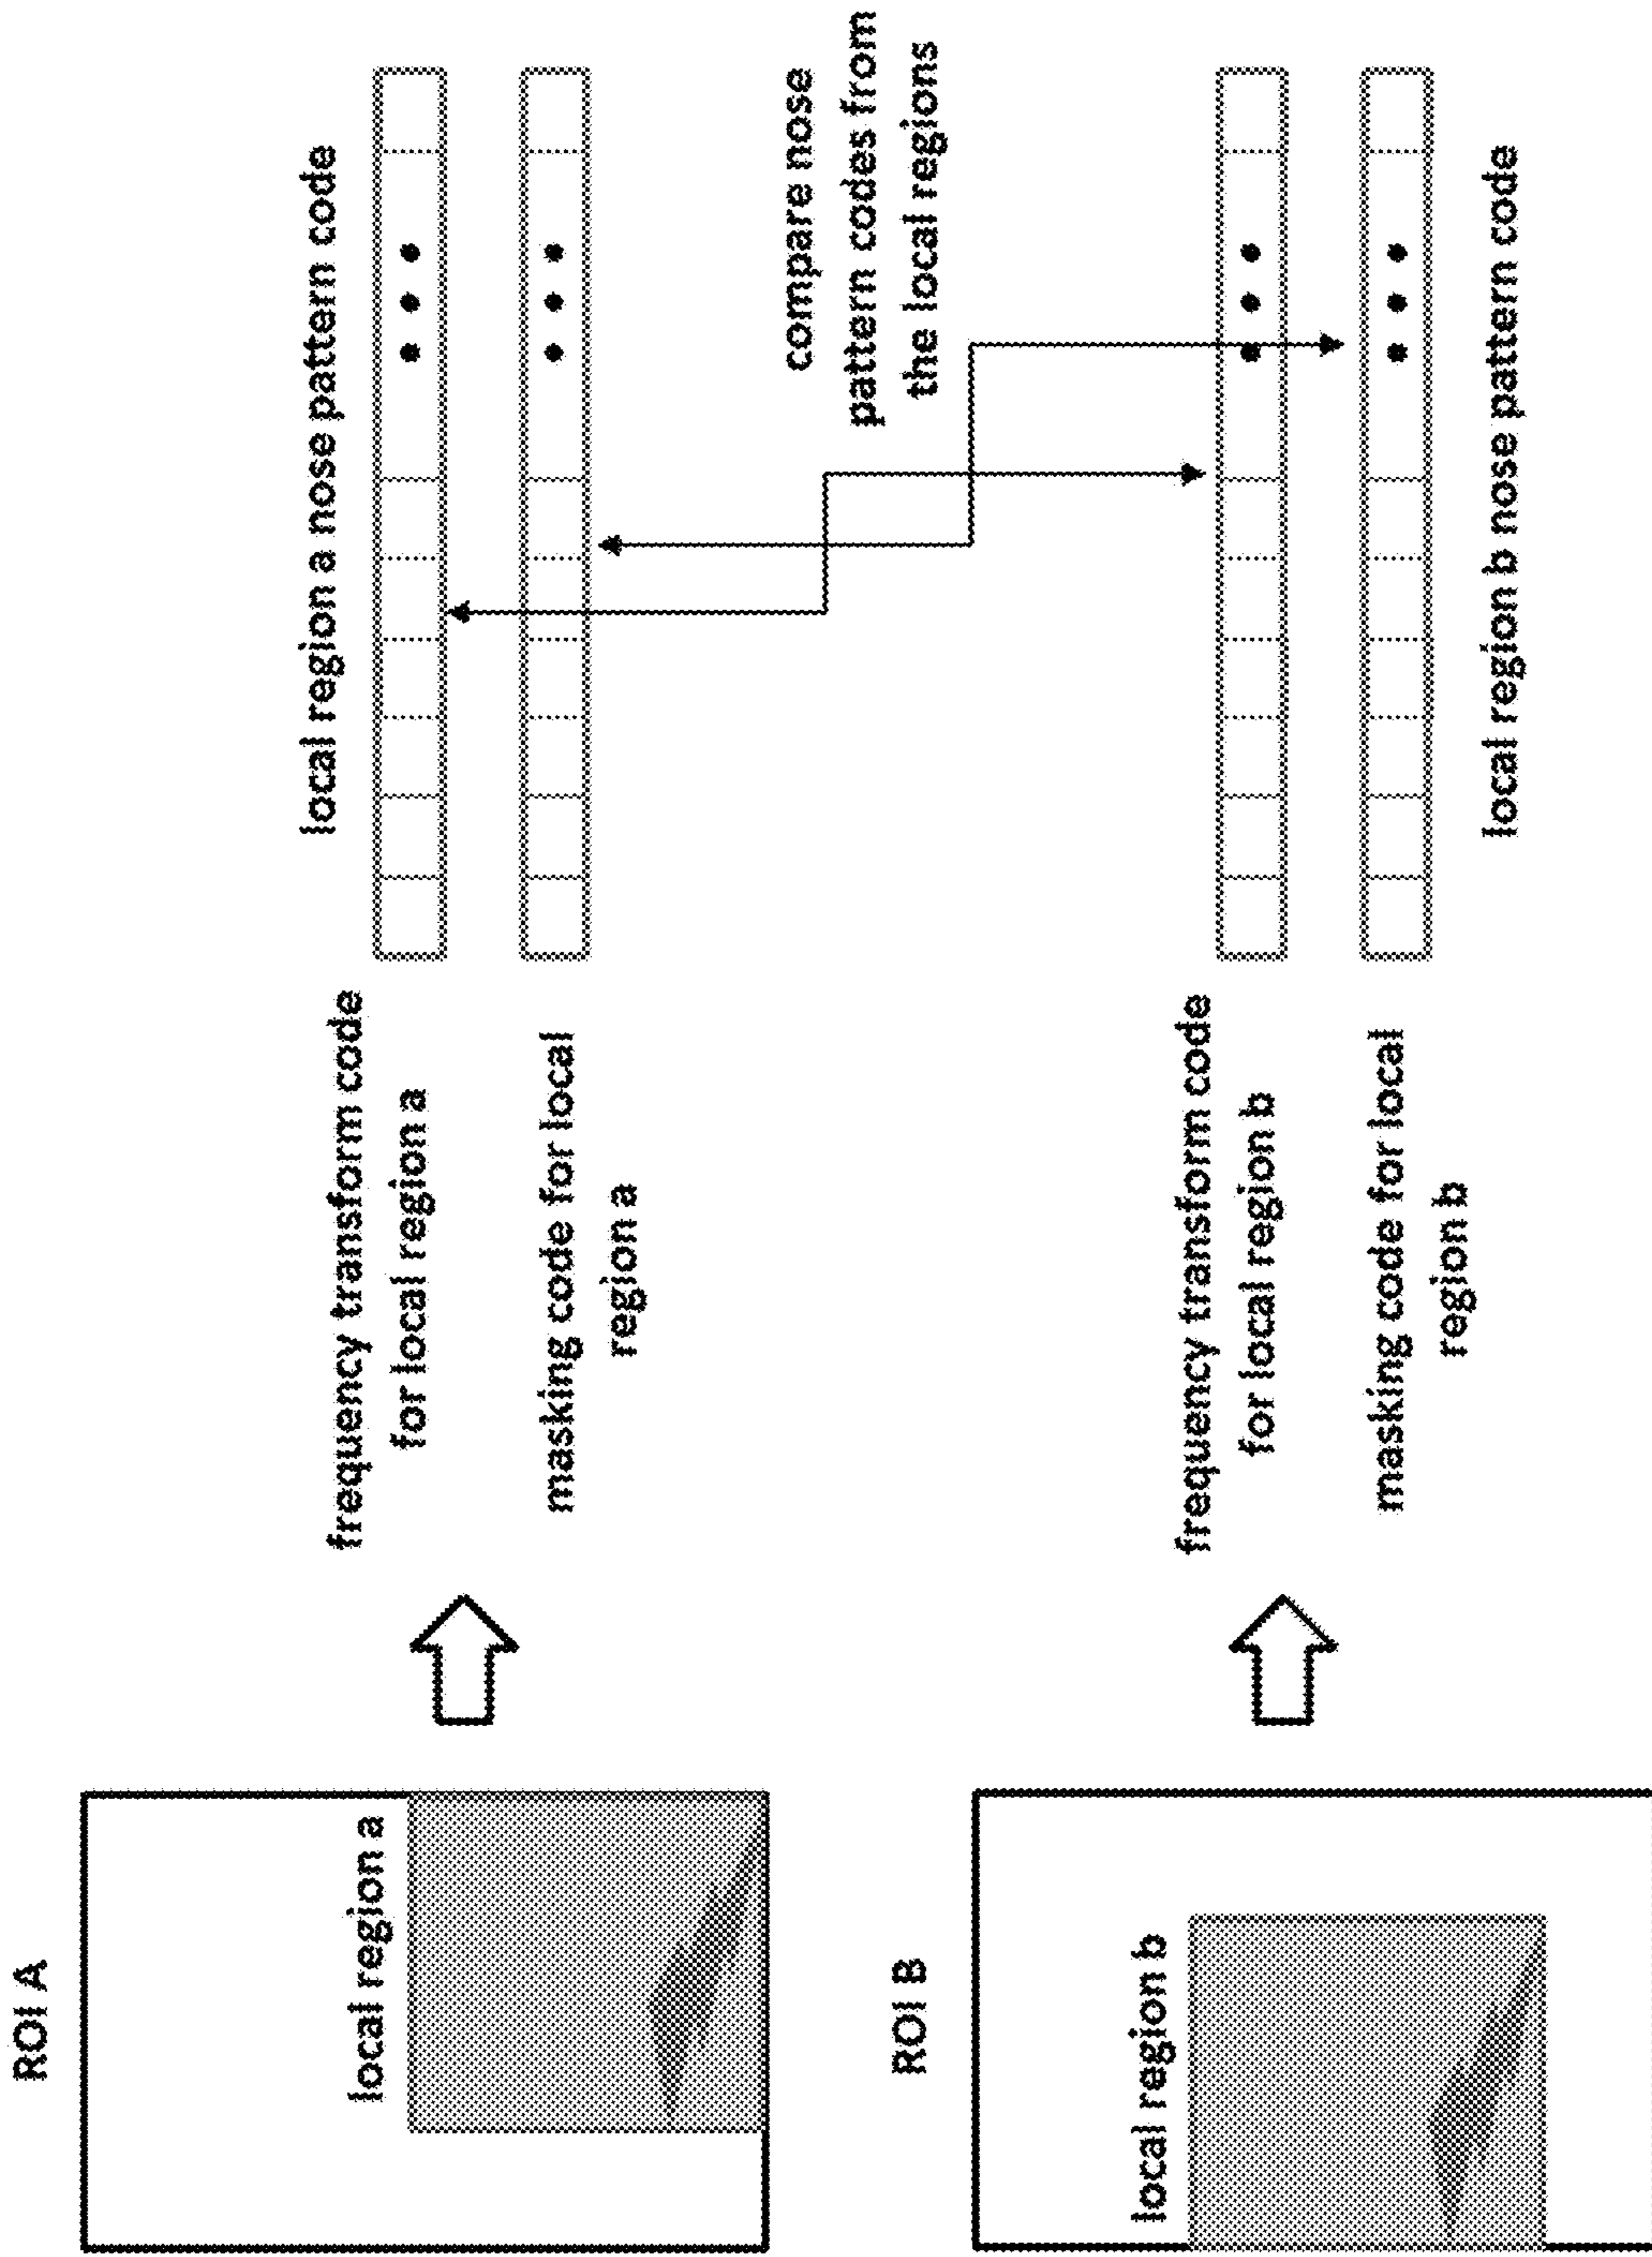 ROI A
local region a
frequency transform code
for local region a
masking code for local
region a
local region a nose pattern code
compare nose
pattern codes from
the local regions
ROI B
local region b
frequency transform code
for local region b
masking code for local
region b
local region b nose pattern code